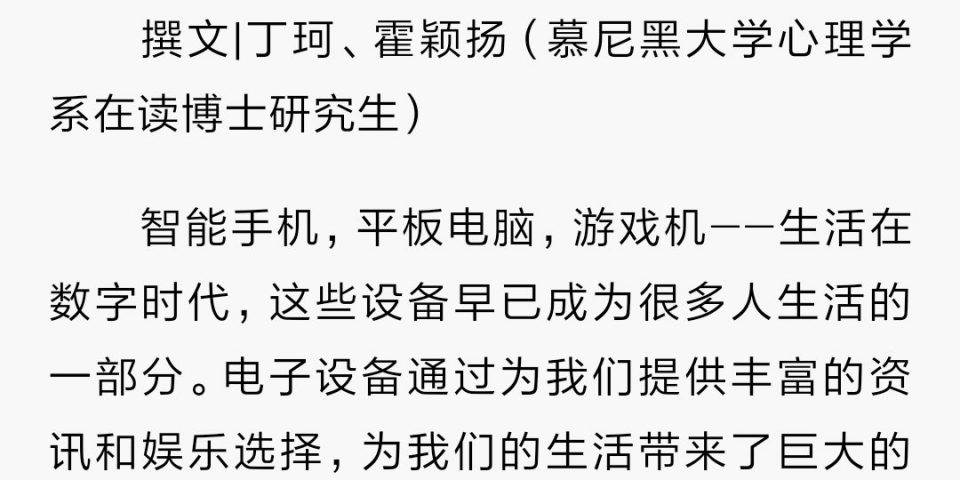 撰文|丁珂、霍颖扬（慕尼黑大学心理学
系在读博士研究生）
智能手机，平板电脑，游戏机——生活在
数字时代，这些设备早已成为很多人生活的
一部分。电子设备通过为我们提供丰富的资
讯和娱乐选择，为我们的生活带来了巨大的